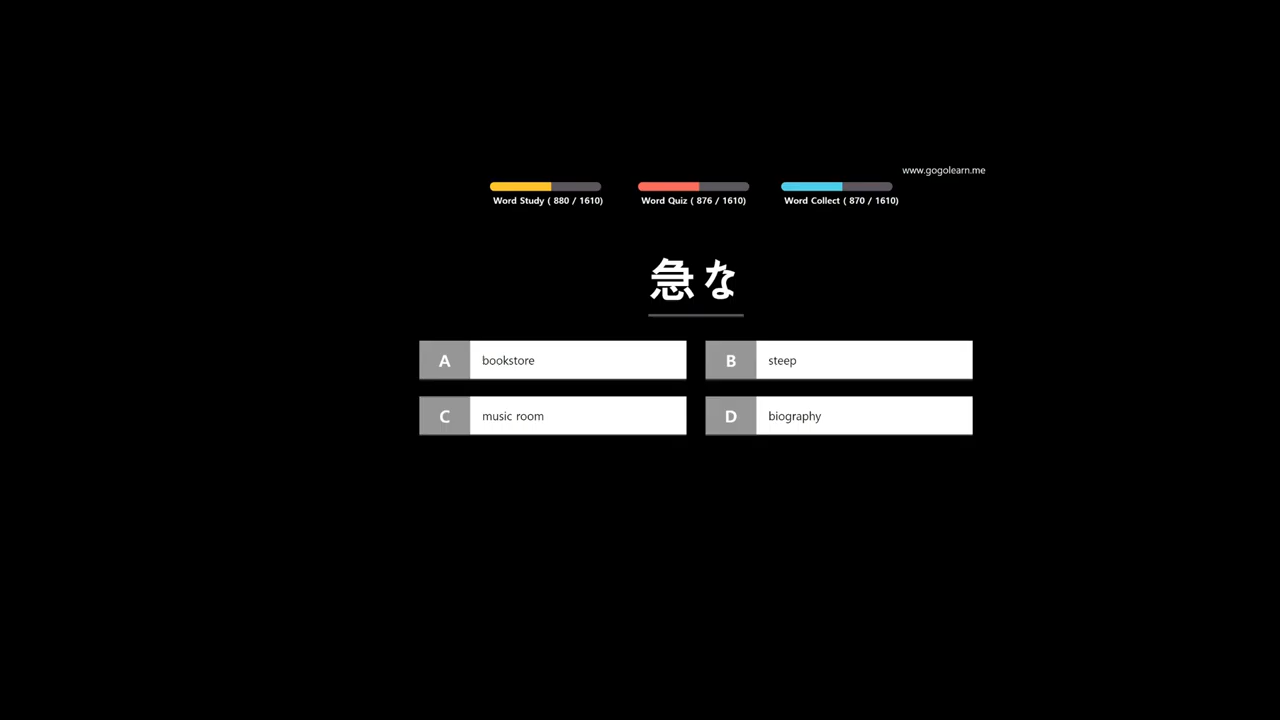 www.gogolearn.me
Word Study ( 880 / 1610)
Word Quiz ( 876 / 1610)
Word Collect ( 870 / 1610)
急な
A bookstore
B steep
C music room
D biography